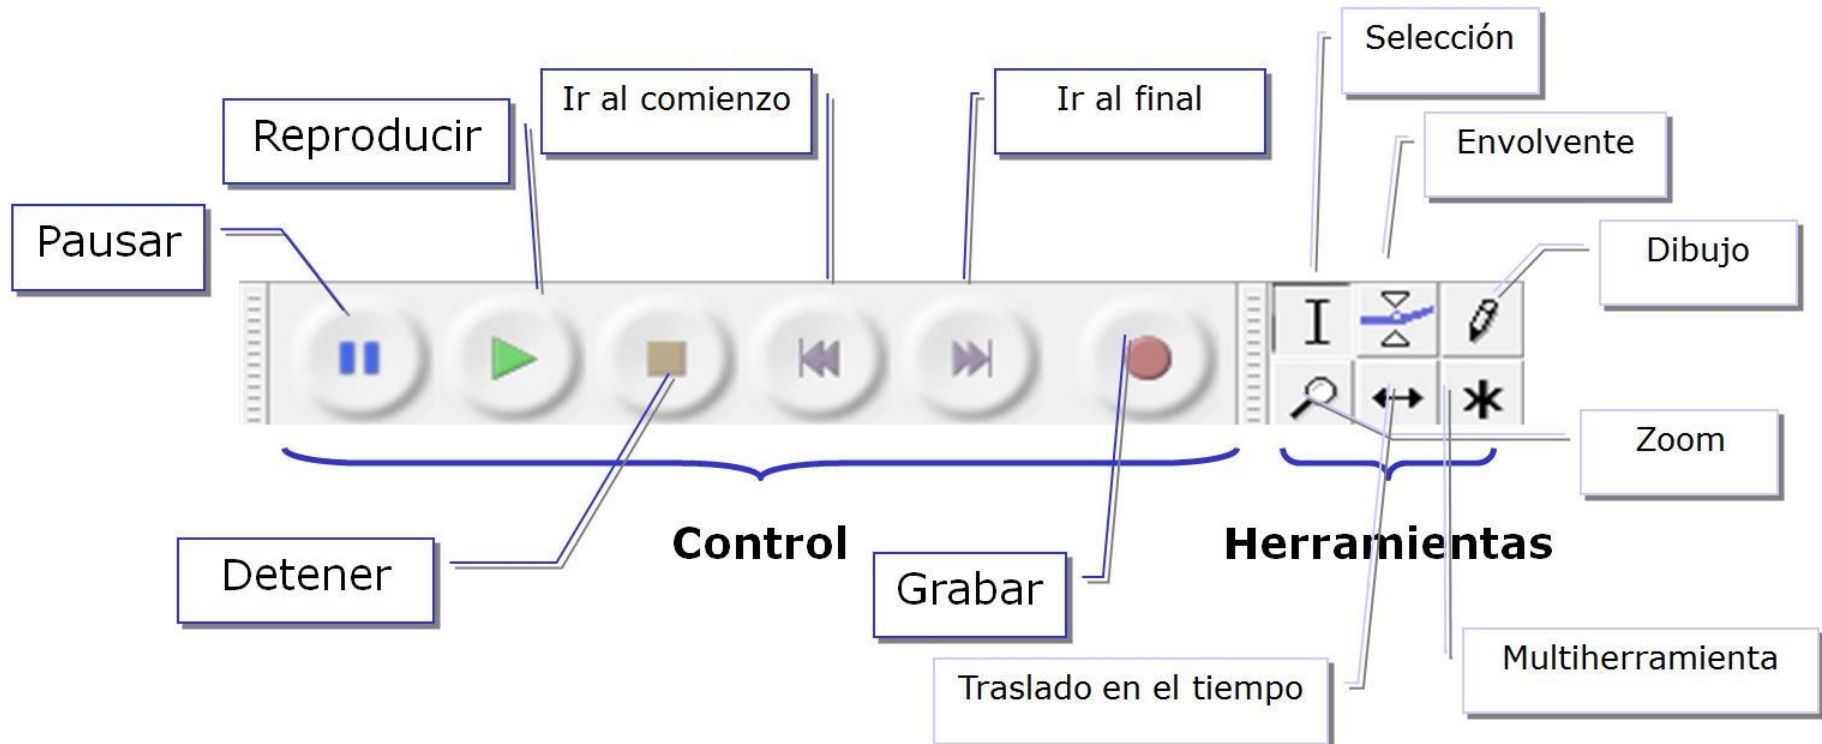 Selección
Ir al comienzo
Ir al final
Reproducir
Envolvente
Pausar
Dibujo
Zoom
Control
Herramientas
Detener
Grabar
Multiherramienta
Traslado en el tiempo